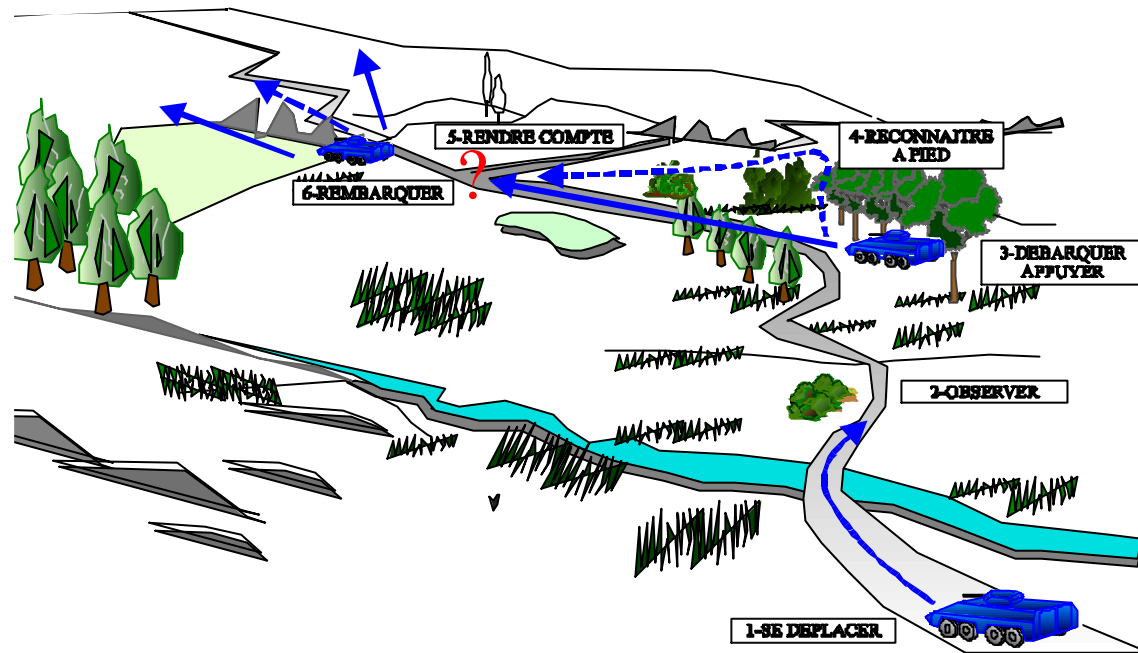 5-RENDRE COMPTE
4-RECONNAITRE
A PIED
?
6-REMBARQUER
3-DEBARQUER
APPUYER
2-OBSERVER
1-SE DEPLACER